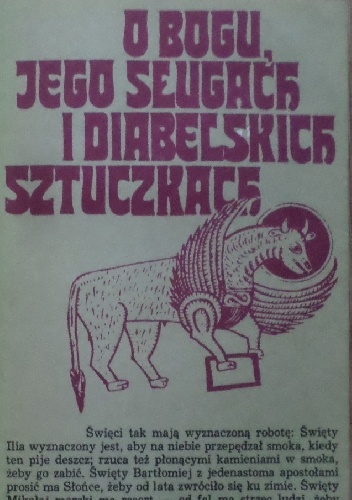 O BOGU,
JEGO SŁUGACH
I DIABELSKICH
SZTUCZKACH
Święci tak mają wyznaczoną robotę: Święty
Ilia wyznaczony jest, aby na niebie przepędzał smoka, kiedy
ten pije deszcz; rzuca też płonącymi kamieniami w smoka,
żeby go zabić. Święty Bartłomiej z jedenastoma apostołami
prosić ma Słońce, żeby od lata zwróciło się ku zimie. Święty